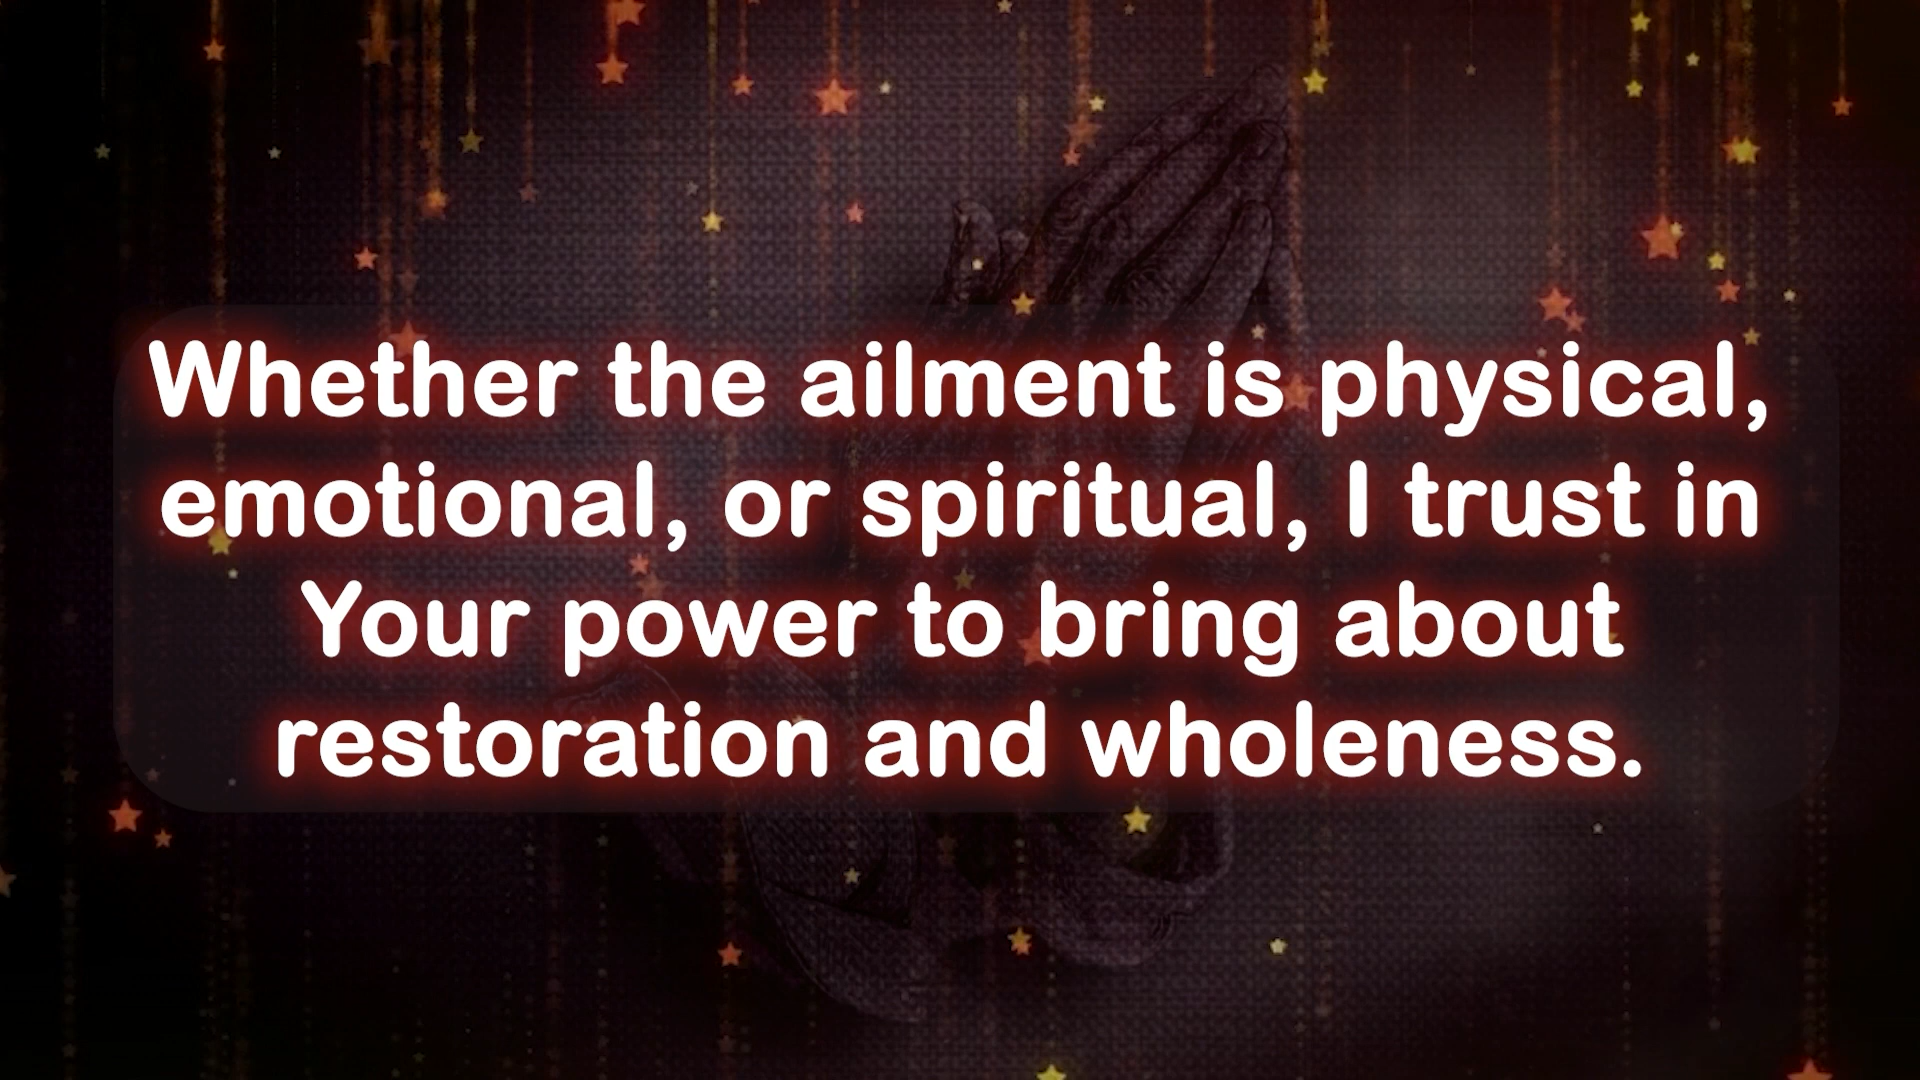 Whether the ailment is physical,
emotional, or spiritual, I trust in
Your power to bring about
restoration and wholeness.